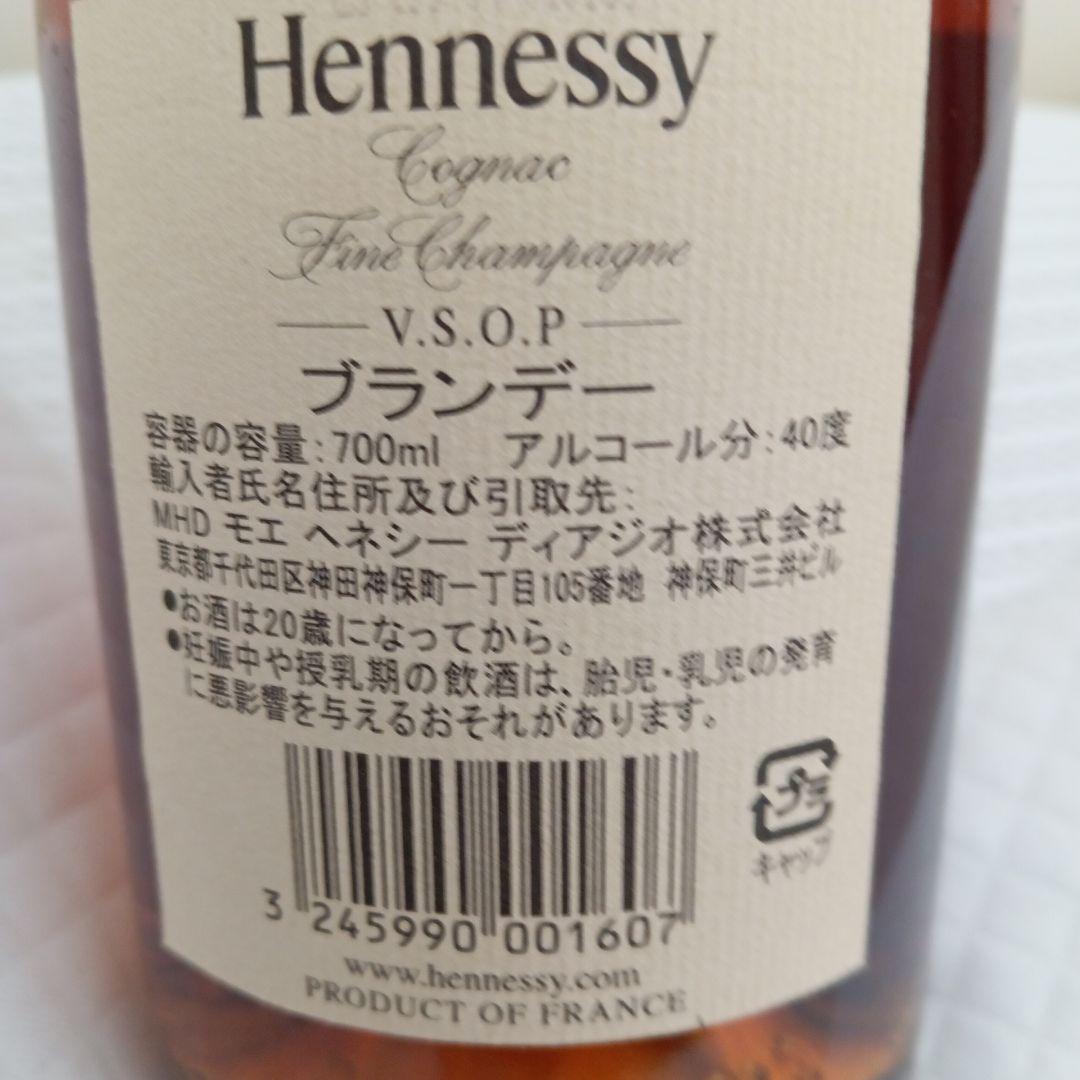 Hennessy
Cognac
Fine Champagne
V.S.O.P
ブランデー
容器の容量:700ml アルコール分:40度
輸入者氏名住所及び引取先:
MHD モエ ヘネシー ディアジオ株式会社
東京都千代田区神田神保町一丁目105番地 神保町三井ビル
●お酒は20歳になってから。
●妊娠中や授乳期の飲酒は、胎児・乳児の発育
に悪影響を与えるおそれがあります。
プラ
キャップ
3 245990 001607
www.hennessy.com
PRODUCT OF FRANCE